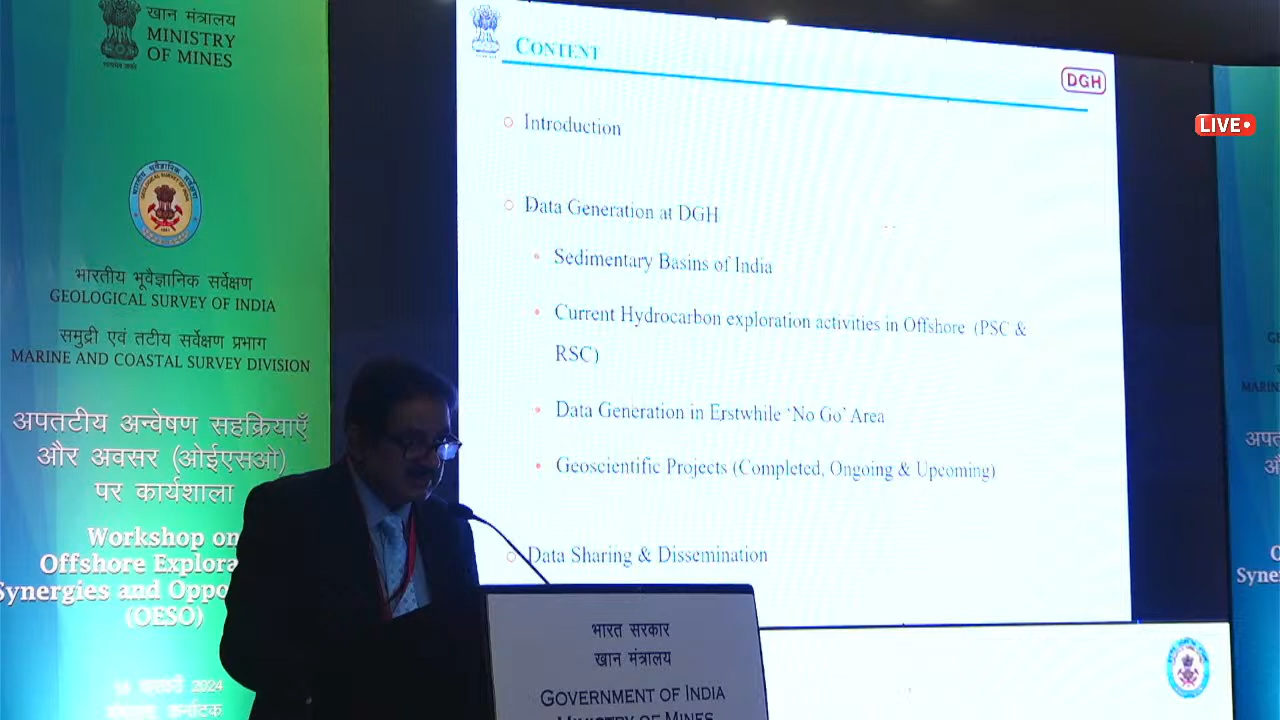 खान मंत्रालय
MINISTRY
OF MINES
भारतीय भूवैज्ञानिक सर्वेक्षण
GEOLOGICAL SURVEY OF INDIA
समुद्री एवं तटीय सर्वेक्षण प्रभाग
MARINE AND COASTAL SURVEY DIVISION
अपतटीय अन्वेषण सहक्रियाएँ
और अवसर (ओईएसओ)
पर कार्यशाला
Workshop on
Offshore Explora
Synergies and Oppo
(OESO)
2024
CONTENT
DGH
Introduction
Data Generation at DGH
Sedimentary Basins of India
Current Hydrocarbon exploration activities in Offshore (PSC &
RSC)
Data Generation in Erstwhile ‘No Go’ Area
Geoscientific Projects (Completed, Ongoing & Upcoming)
Data Sharing & Dissemination
भारत सरकार
खान मंत्रालय
GOVERNMENT OF INDIA
MINISTRY OF MINES
LIVE